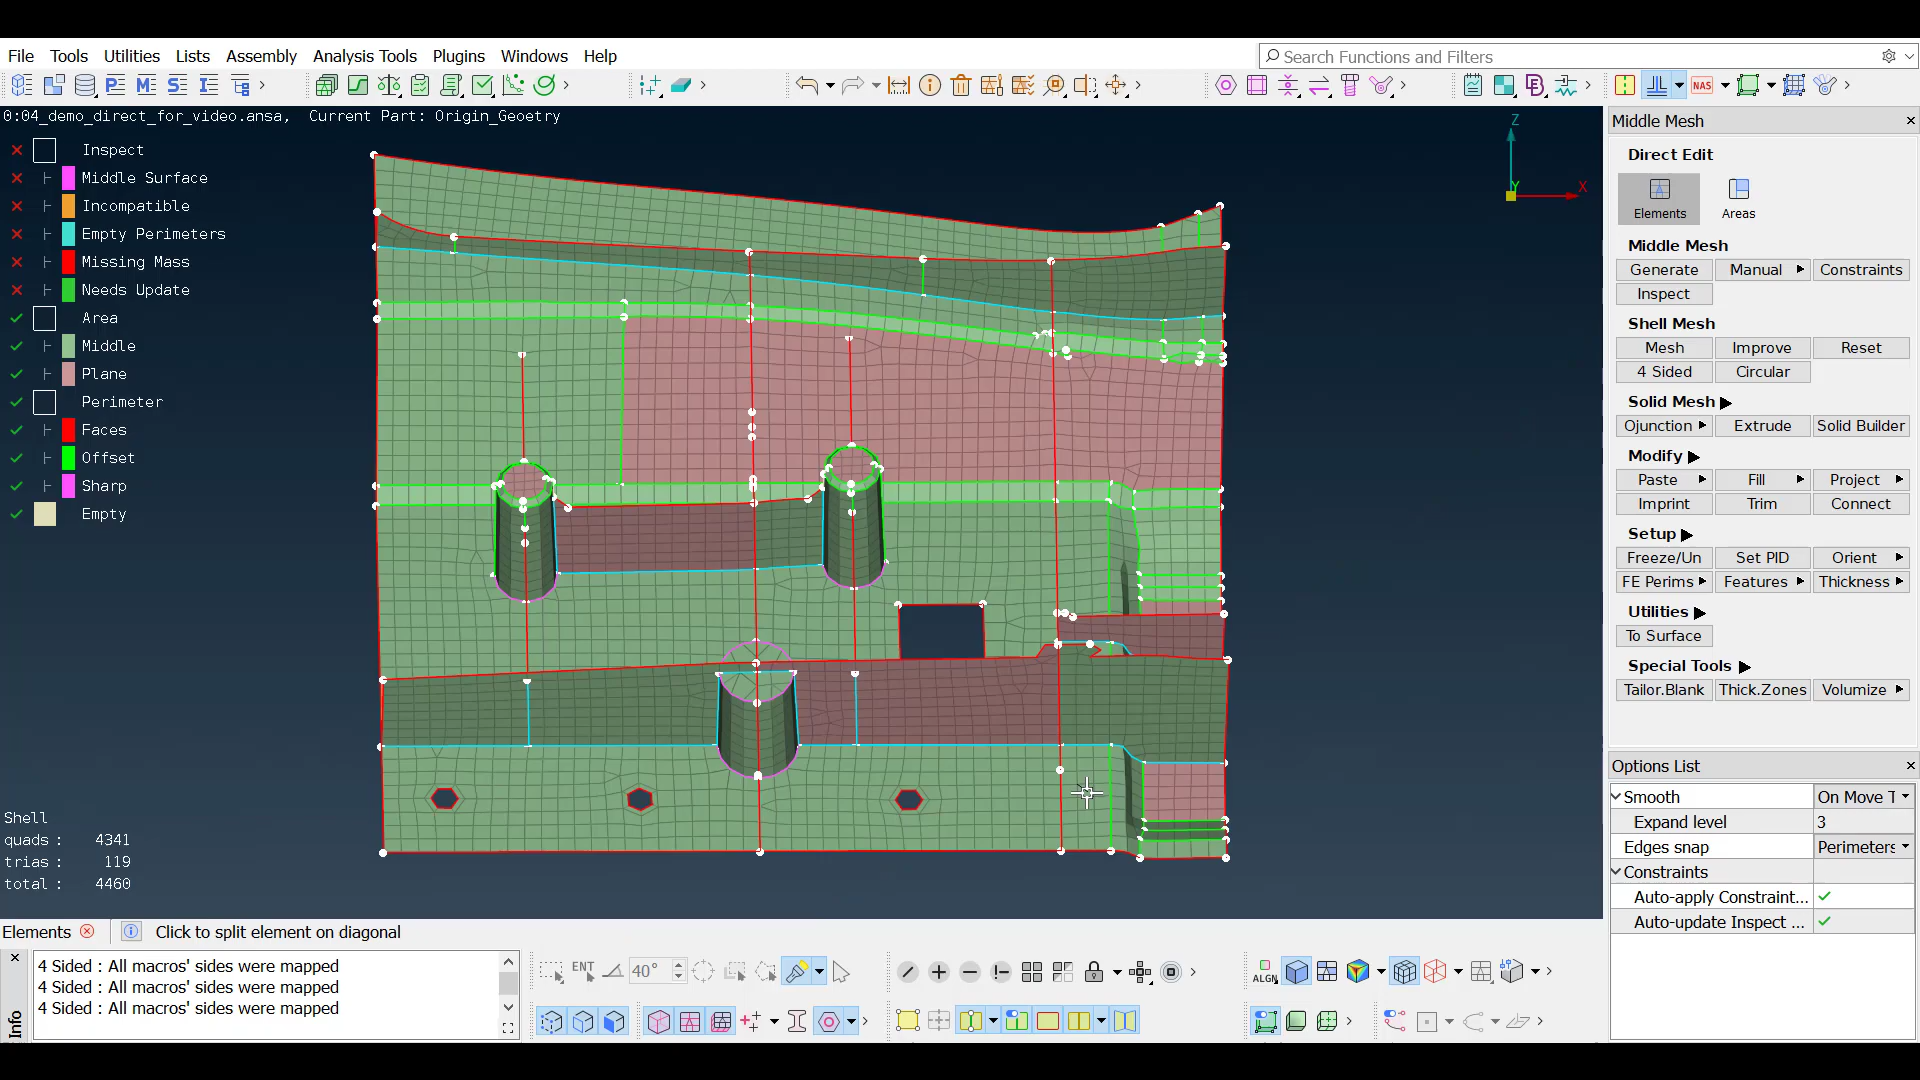 File Tools Utilities Lists Assembly Analysis Tools Plugins Windows Help
Search Functions and Filters
0:04_demo_direct_for_video.ansa, Current Part: Origin_Geoetry
Inspect
Middle Surface
Incompatible
Empty Perimeters
Missing Mass
Needs Update
Area
Middle
Plane
Perimeter
Faces
Offset
Sharp
Empty
Z
Y
X
Shell
quads : 4341
trias : 119
total : 4460
NAS
Middle Mesh
Direct Edit
Elements Areas
Middle Mesh
Generate Manual Constraints
Inspect
Shell Mesh
Mesh Improve Reset
4 Sided Circular
Solid Mesh
Ojunction Extrude Solid Builder
Modify
Paste Fill Project
Imprint Trim Connect
Setup
Freeze/Un Set PID Orient
FE Perims Features Thickness
Utilities
To Surface
Special Tools
Tailor.Blank Thick.Zones Volumize
Options List
Smooth On Move T
Expand level 3
Edges snap Perimeters
Constraints
Auto-apply Constraint...
Auto-update Inspect ...
Elements Click to split element on diagonal
4 Sided : All macros' sides were mapped
4 Sided : All macros' sides were mapped
4 Sided : All macros' sides were mapped
Info
ENT 40°
ALGN